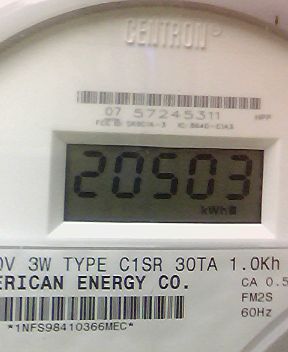 CENTRON®
07 57245311
20503
kWh
V 3W TYPE C1SR 30TA 1.0Kh
ERICAN ENERGY CO.
CA 0.5
FM2S
60Hz
*1NFS98410366MEC*